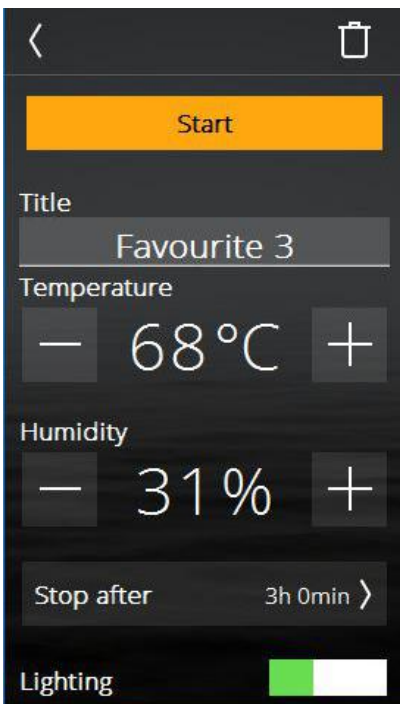 Start
Title
Favourite 3
Temperature
68°C
Humidity
31%
Stop after 3h 0min
Lighting